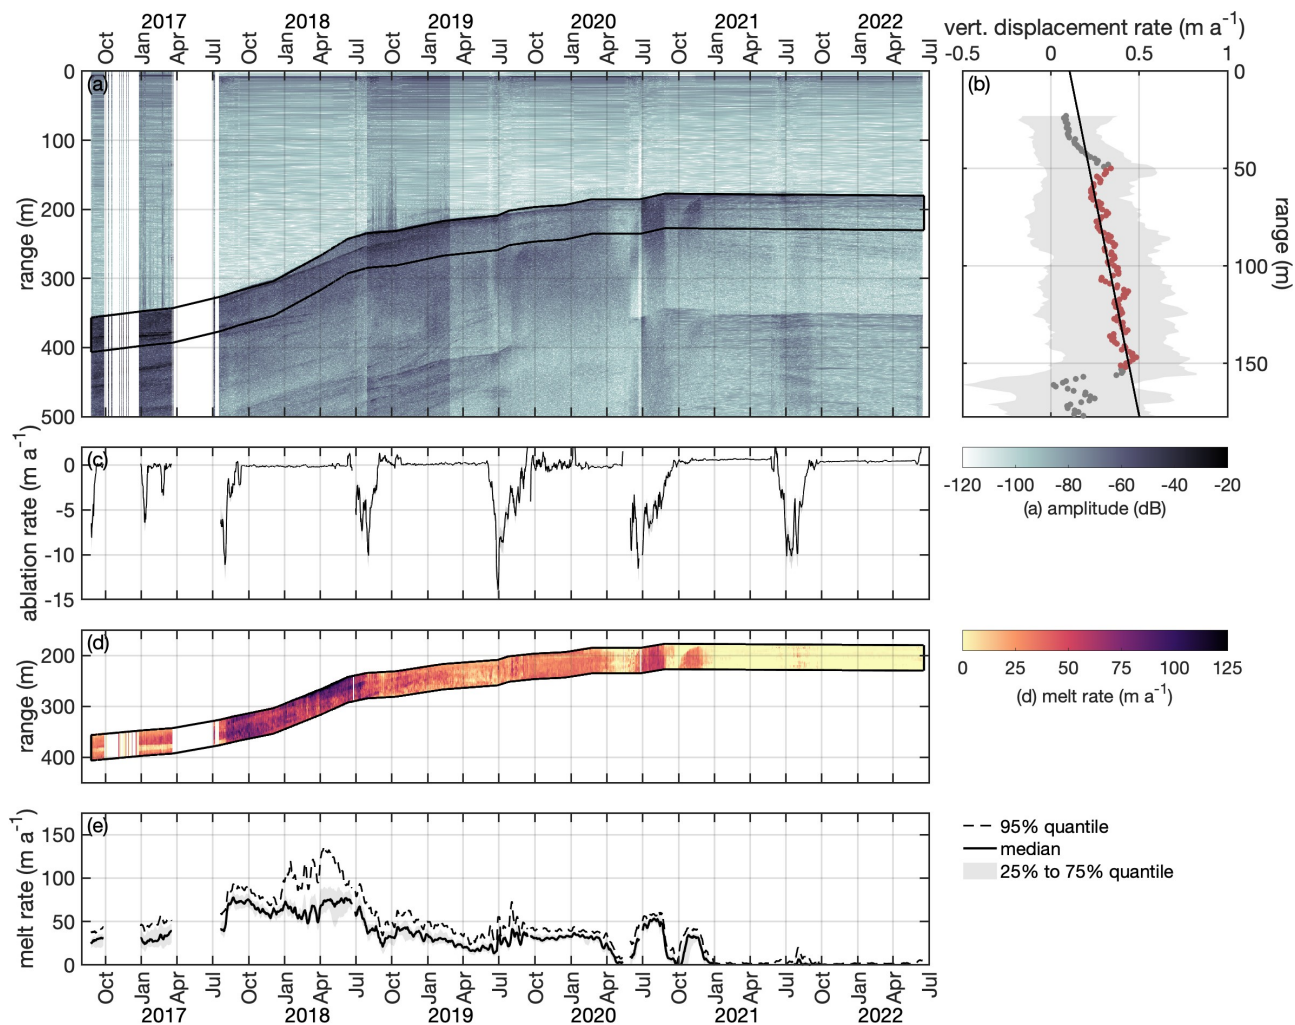 2017 2018 2019 2020 2021 2022
Oct Jan Apr Jul Oct Jan Apr Jul Oct Jan Apr Jul Oct Jan Apr Jul Oct Jan Apr Jul Oct Jan Apr Jul
vert. displacement rate (m a⁻¹)
-0.5 0 0.5 1
(a)
range (m)
0
100
200
300
400
500
(b)
0
50
100
150
range (m)
(c)
ablation rate (m a⁻¹)
0
-5
-10
-15
-120 -100 -80 -60 -40 -20
(a) amplitude (dB)
(d)
range (m)
200
300
400
0 25 50 75 100 125
(d) melt rate (m a⁻¹)
(e)
melt rate (m a⁻¹)
150
100
50
0
95% quantile
median
25% to 75% quantile
Oct Jan Apr Jul Oct Jan Apr Jul Oct Jan Apr Jul Oct Jan Apr Jul Oct Jan Apr Jul Oct Jan Apr Jul
2017 2018 2019 2020 2021 2022